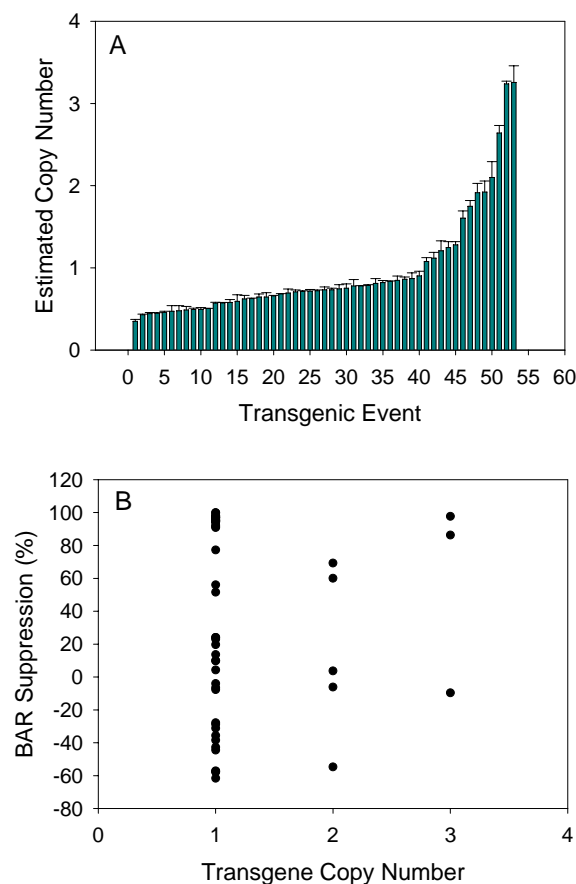 A
4
3
2
1
0
Estimated Copy Number
0 5 10 15 20 25 30 35 40 45 50 55 60
Transgenic Event
B
120
100
80
60
40
20
0
-20
-40
-60
-80
BAR Suppression (%)
0 1 2 3 4
Transgene Copy Number